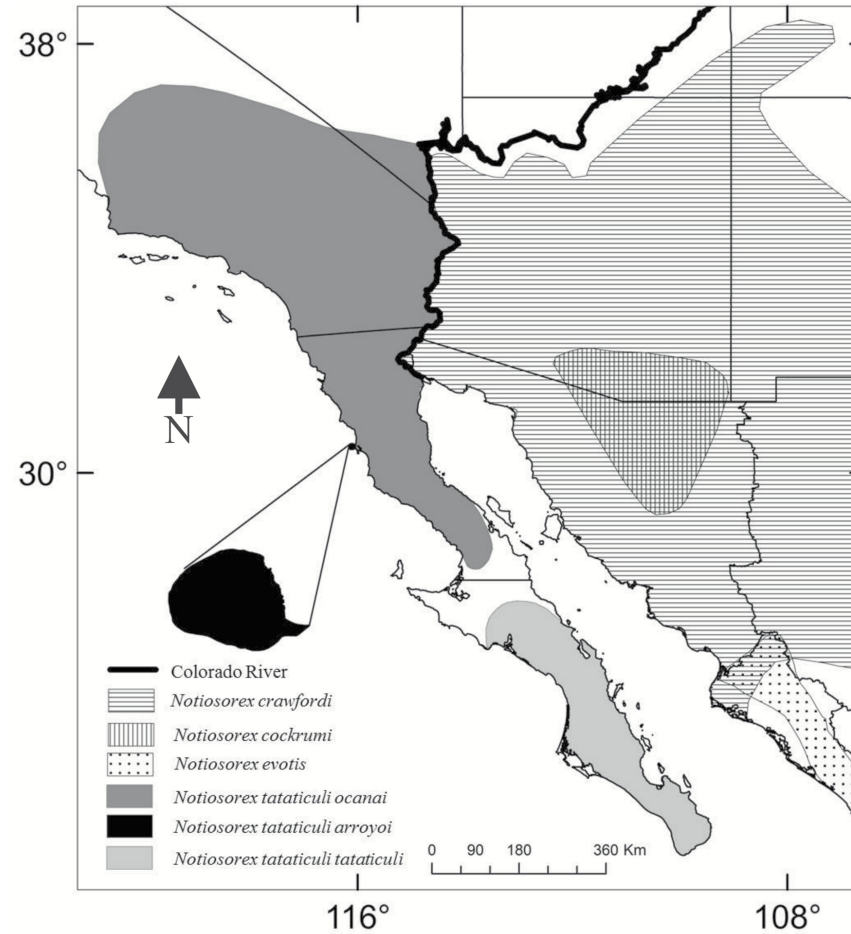 38°
N
30°
Colorado River
Notiosorex crawfordi
Notiosorex cockrumi
Notiosorex evotis
Notiosorex tataticuli ocanai
Notiosorex tataticuli arroyoi
Notiosorex tataticuli tataticuli
0 90 180 360 Km
116° 108°